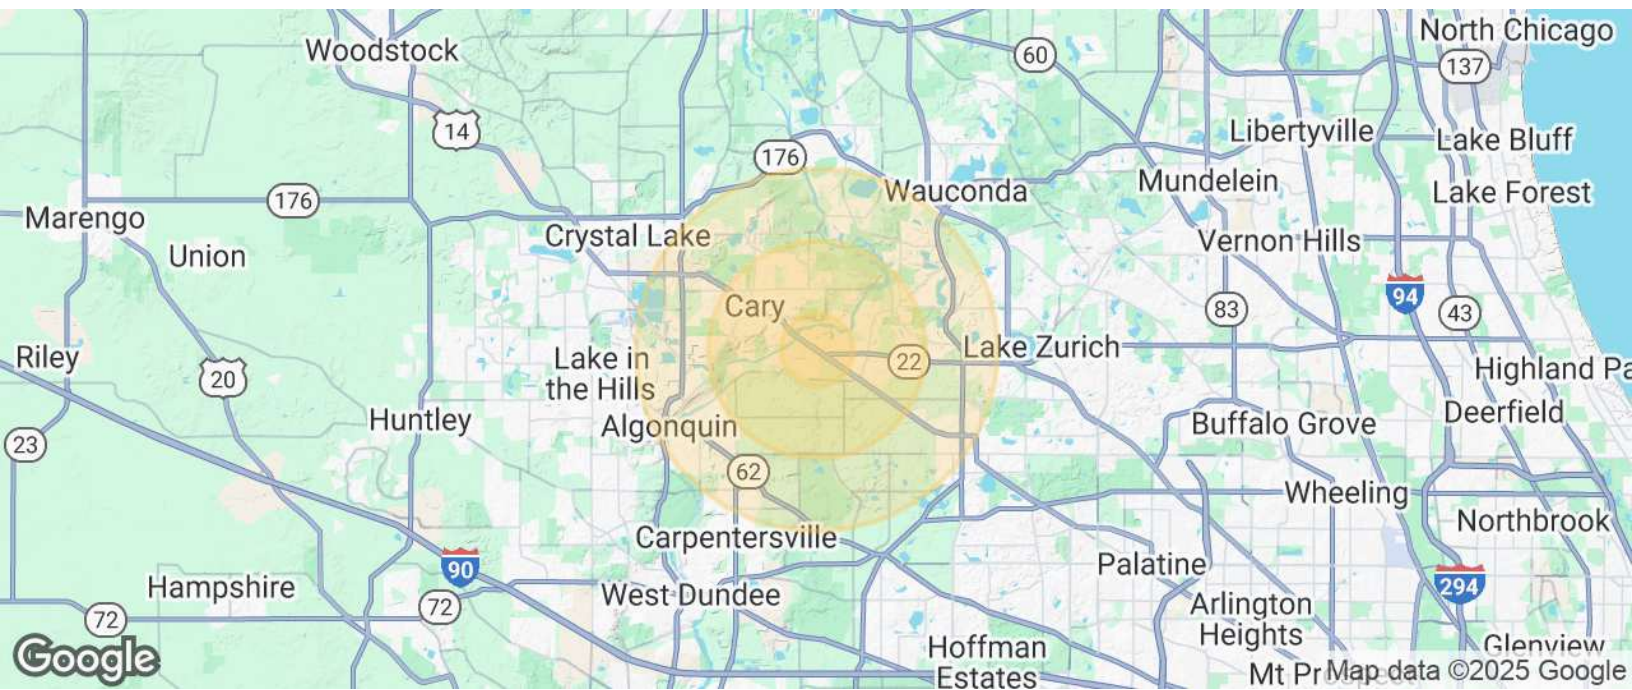 North Chicago
Woodstock
60
137
14
Libertyville
Lake Bluff
176
Mundelein
Wauconda
Lake Forest
176
Marengo
Crystal Lake
Vernon Hills
Union
94
Cary
83
43
Lake Zurich
Riley
Lake in
the Hills
22
Highland Pa
20
Huntley
Algonquin
Buffalo Grove
Deerfield
23
62
Wheeling
Northbrook
Carpentersville
Palatine
90
294
Hampshire
West Dundee
72
72
Arlington
Heights
Hoffman
Estates
Glenview
Google
Mt Pr
Map data ©2025 Google